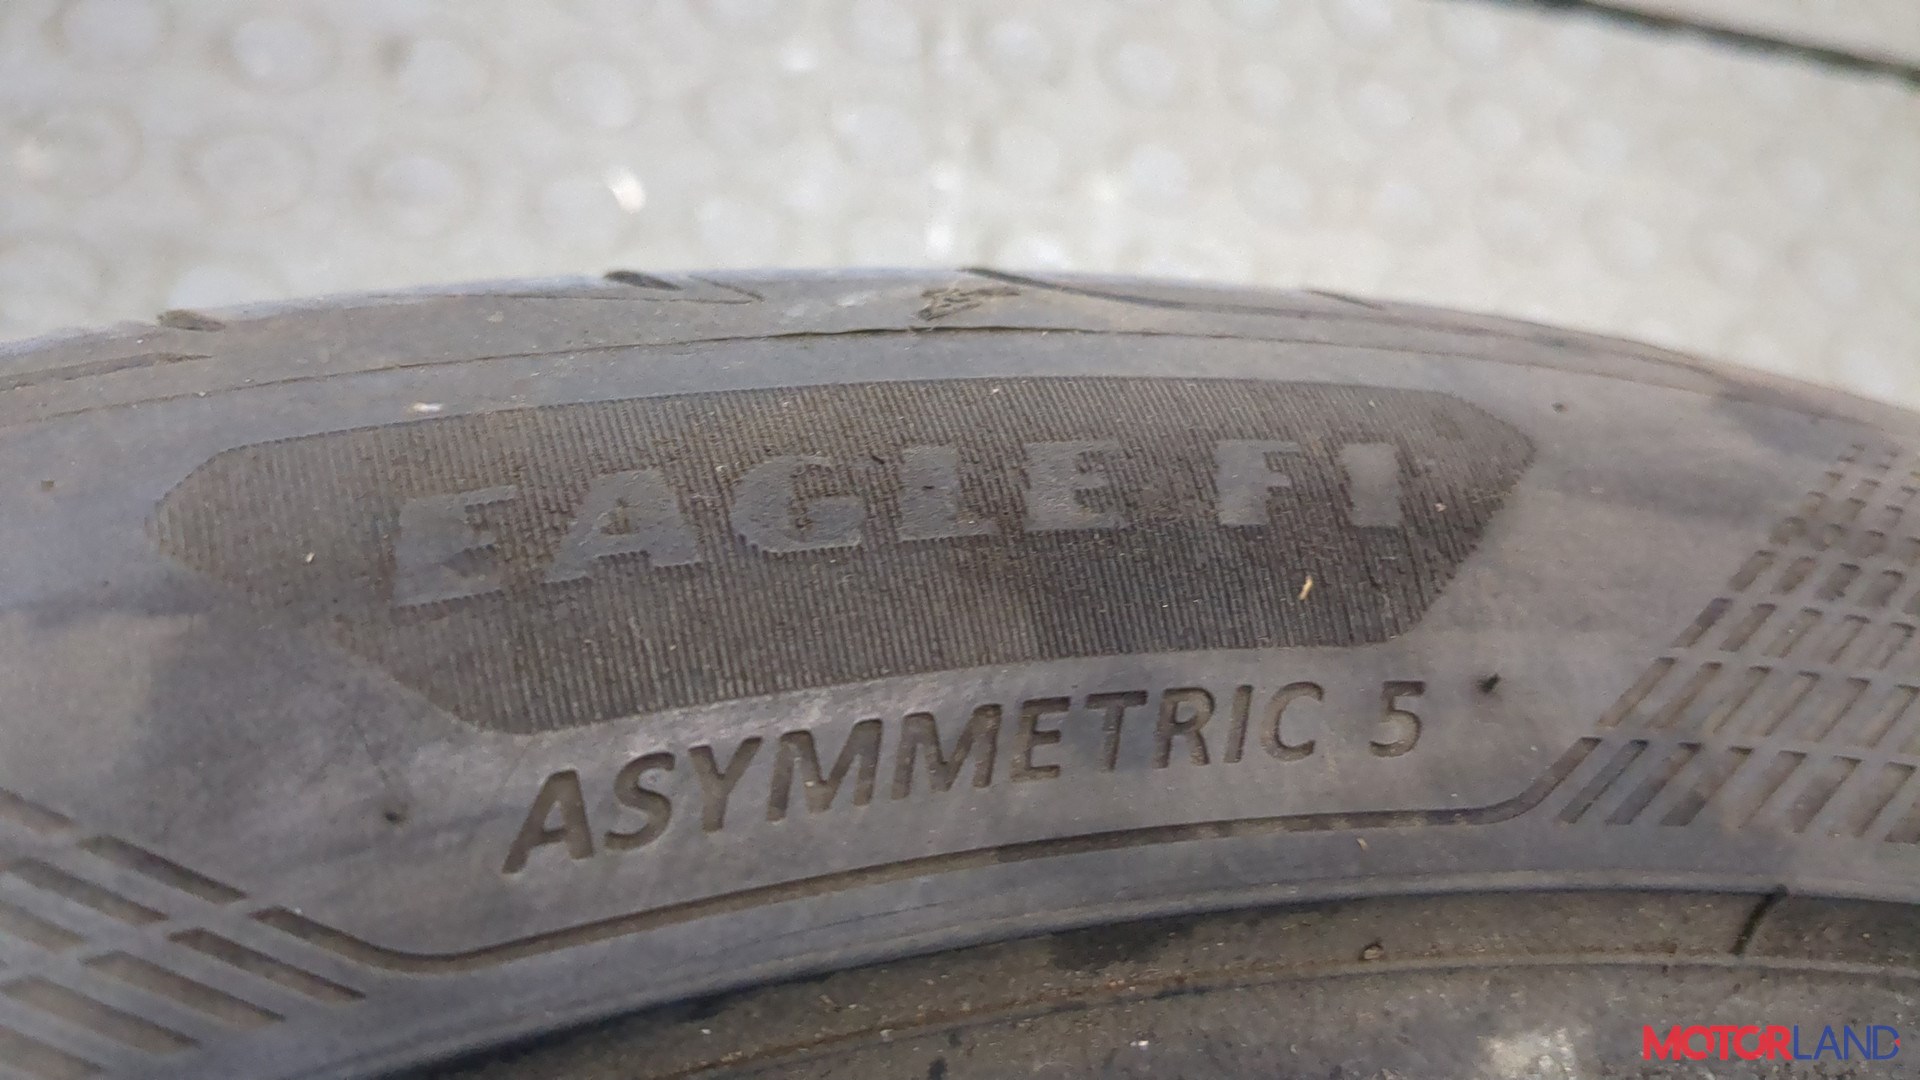 EAGLE F1
ASYMMETRIC 5
MOTORLAND